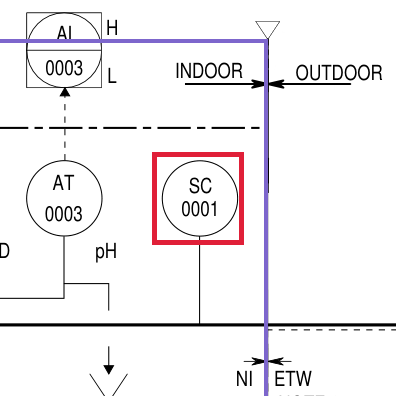 AI
0003
H
L
INDOOR
OUTDOOR
AT
0003
SC
0001
D
pH
NI
ETW